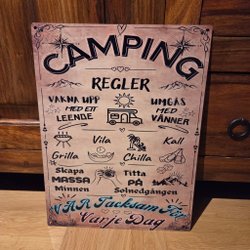 CAMPING
REGLER
VAKNA UPP
MED ETT
LEENDE
UMGÅS
MED
VÄNNER
Vila
Kall
Grilla
Chilla
Skapa
MASSA
Minnen
Titta
PÅ
Solnedgången
VAR Tacksam För
Varje Dag